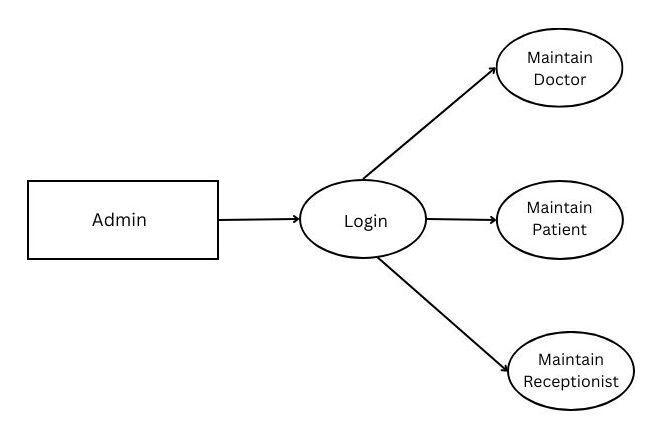 Maintain
Doctor
Admin
Login
Maintain
Patient
Maintain
Receptionist